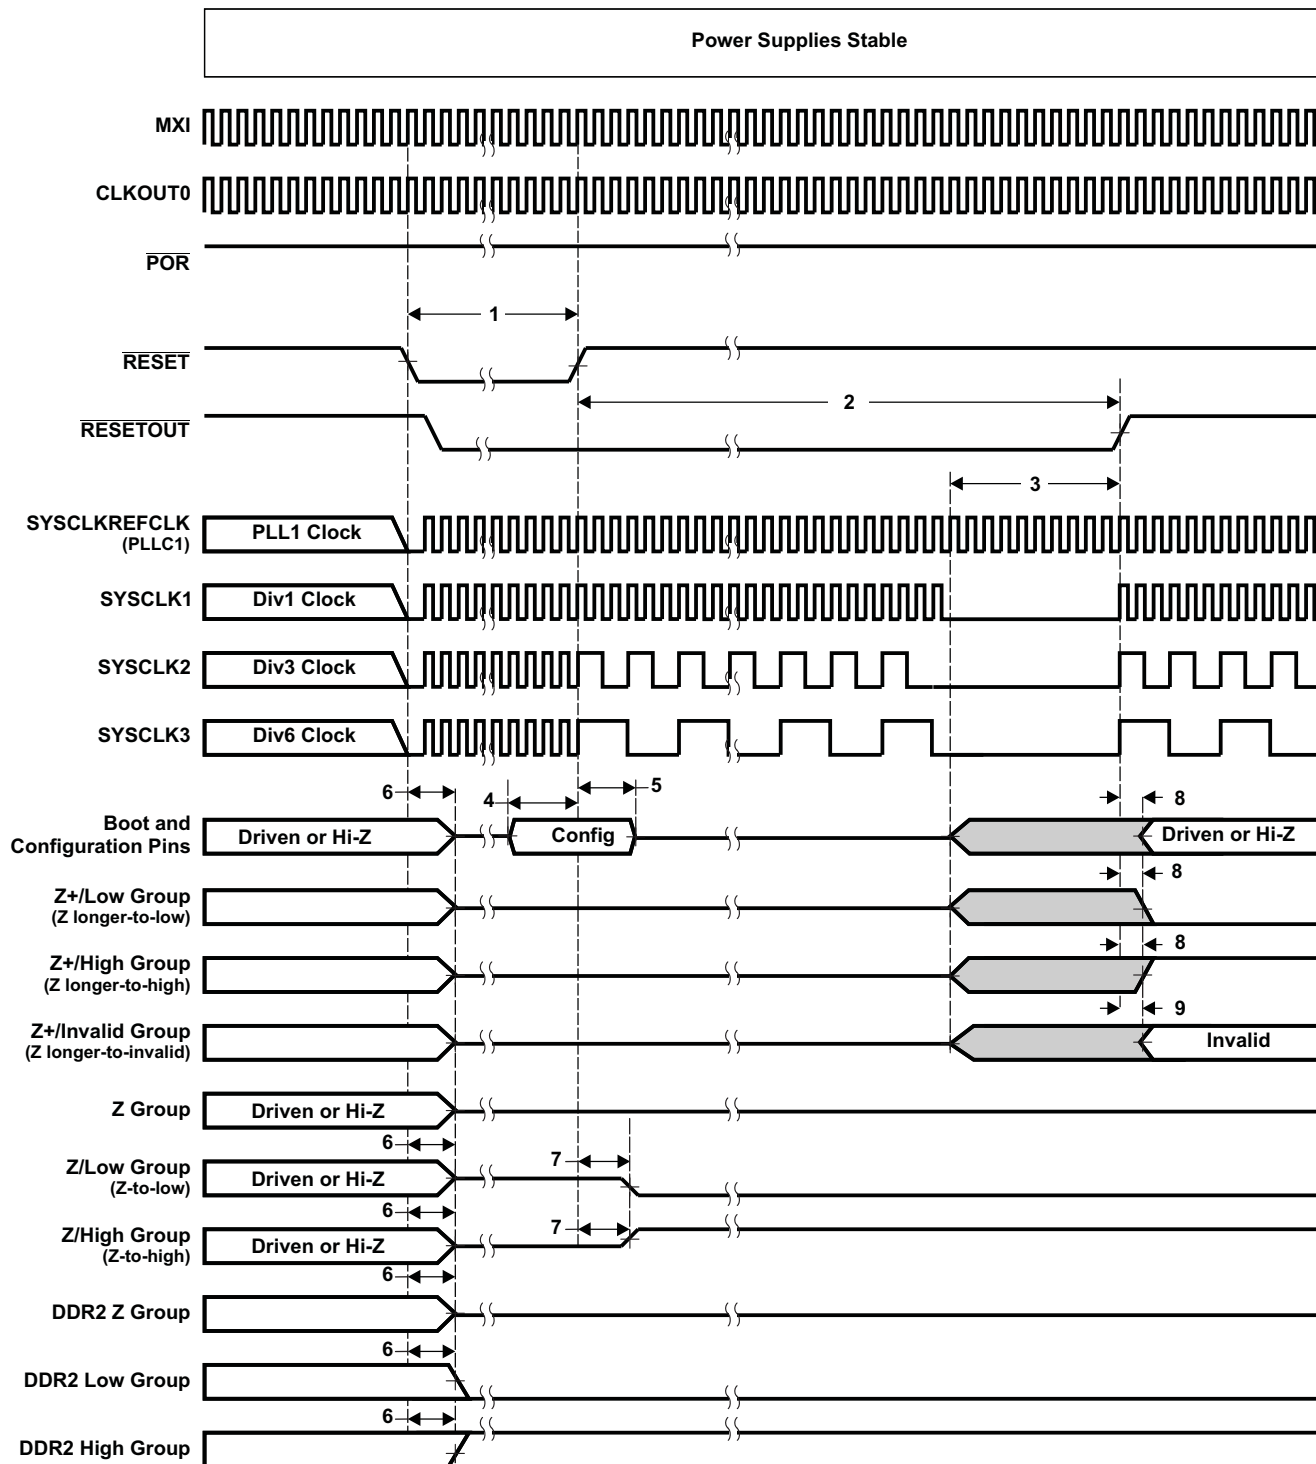 Power Supplies Stable
MXI
CLKOUT0
POR
1
RESET
2
RESETOUT
3
SYSCLKREFCLK
(PLLC1)
PLL1 Clock
SYSCLK1
Div1 Clock
SYSCLK2
Div3 Clock
SYSCLK3
Div6 Clock
6
4
5
8
Boot and
Configuration Pins
Driven or Hi-Z
Config
Driven or Hi-Z
8
Z+/Low Group
(Z longer-to-low)
8
Z+/High Group
(Z longer-to-high)
9
Z+/Invalid Group
(Z longer-to-invalid)
Invalid
Z Group
Driven or Hi-Z
6
7
Z/Low Group
(Z-to-low)
Driven or Hi-Z
6
7
Z/High Group
(Z-to-high)
Driven or Hi-Z
6
DDR2 Z Group
6
DDR2 Low Group
6
DDR2 High Group